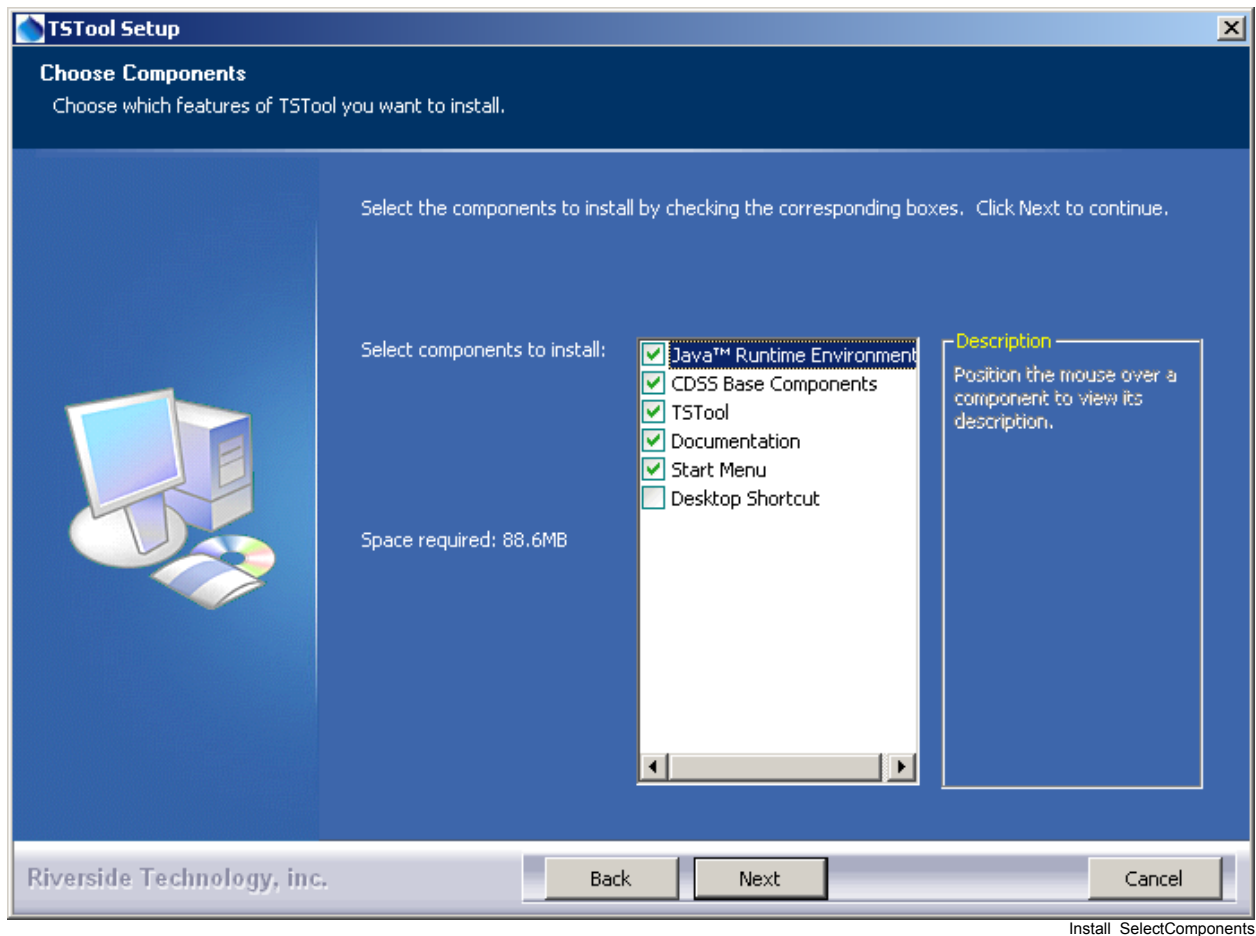 TSTool Setup
Choose Components
Choose which features of TSTool you want to install.
Select the components to install by checking the corresponding boxes.  Click Next to continue.
Select components to install:
Java™ Runtime Environment
CDSS Base Components
TSTool
Documentation
Start Menu
Desktop Shortcut
Description
Position the mouse over a
component to view its
description.
Space required: 88.6MB
Riverside Technology, inc.
Back
Next
Cancel
Install_SelectComponents